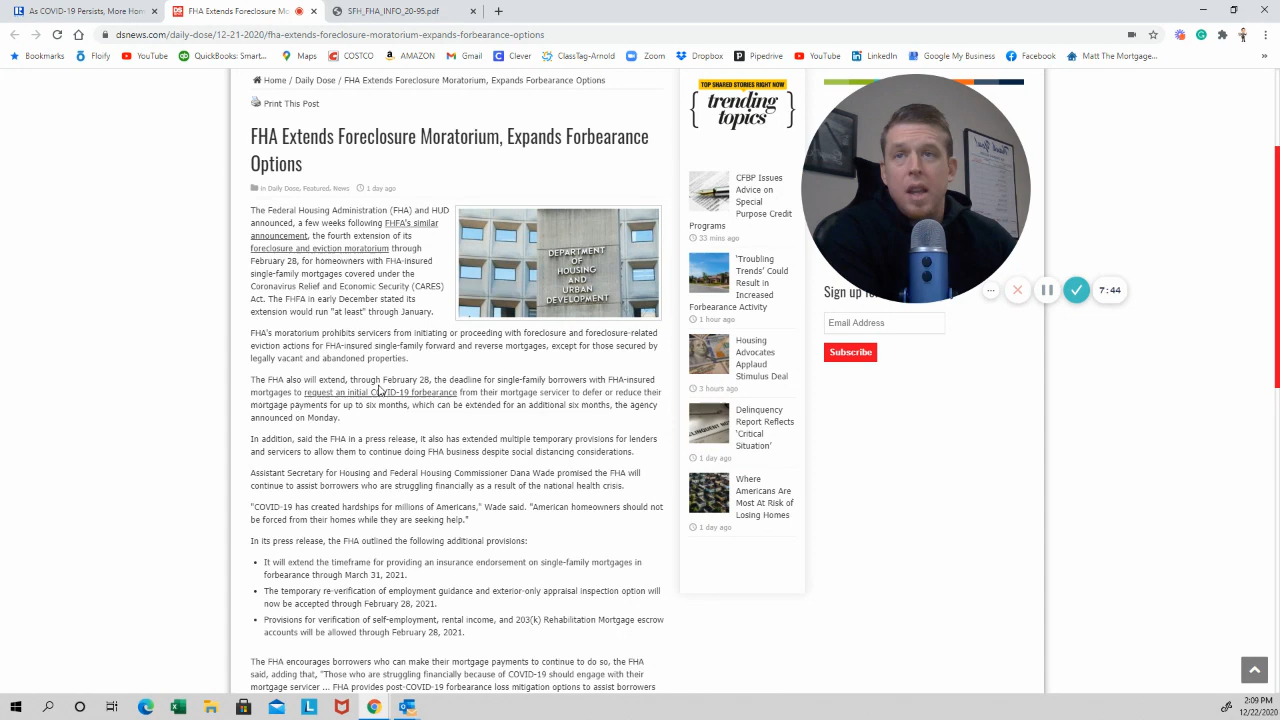 As COVID-19 Persists, More Hom
FHA Extends Foreclosure Mor
SFH_FHA_INFO_20-95.pdf
dsnews.com/daily-dose/12-21-2020/fha-extends-foreclosure-moratorium-expands-forbearance-options
Bookmarks
Floify
YouTube
QuickBooks
Maps
COSTCO
AMAZON
Gmail
Clever
ClassTag-Arnold
Zoom
Dropbox
Pipedrive
YouTube
LinkedIn
Google My Business
Facebook
Matt The Mortgage...
Home / Daily Dose / FHA Extends Foreclosure Moratorium, Expands Forbearance Options
Print This Post
FHA Extends Foreclosure Moratorium, Expands Forbearance
Options
in Daily Dose, Featured, News 1 day ago
The Federal Housing Administration (FHA) and HUD
announced, a few weeks following FHFA's similar
announcement, the fourth extension of its
foreclosure and eviction moratorium through
February 28, for homeowners with FHA-insured
single-family mortgages covered under the
Coronavirus Relief and Economic Security (CARES)
Act. The FHFA in early December stated its
extension would run "at least" through January.
DEPARTMENT
OF
HOUSING
AND
URBAN
DEVELOPMENT
FHA's moratorium prohibits servicers from initiating or proceeding with foreclosure and foreclosure-related
eviction actions for FHA-insured single-family forward and reverse mortgages, except for those secured by
legally vacant and abandoned properties.
The FHA also will extend, through February 28, the deadline for single-family borrowers with FHA-insured
mortgages to request an initial COVID-19 forbearance from their mortgage servicer to defer or reduce their
mortgage payments for up to six months, which can be extended for an additional six months, the agency
announced on Monday.
In addition, said the FHA in a press release, it also has extended multiple temporary provisions for lenders
and servicers to allow them to continue doing FHA business despite social distancing considerations.
Assistant Secretary for Housing and Federal Housing Commissioner Dana Wade promised the FHA will
continue to assist borrowers who are struggling financially as a result of the national health crisis.
"COVID-19 has created hardships for millions of Americans," Wade said. "American homeowners should not
be forced from their homes while they are seeking help."
In its press release, the FHA outlined the following additional provisions:
It will extend the timeframe for providing an insurance endorsement on single-family mortgages in
forbearance through March 31, 2021.
The temporary re-verification of employment guidance and exterior-only appraisal inspection option will
now be accepted through February 28, 2021.
Provisions for verification of self-employment, rental income, and 203(k) Rehabilitation Mortgage escrow
accounts will be allowed through February 28, 2021.
The FHA encourages borrowers who can make their mortgage payments to continue to do so, the FHA
said, adding that, "Those who are struggling financially because of COVID-19 should engage with their
mortgage servicer ... FHA provides post-COVID-19 forbearance loss mitigation options to assist borrowers
TOP SHARED STORIES RIGHT NOW
trending
topics
CFBP Issues
Advice on
Special
Purpose Credit
Programs
33 mins ago
'Troubling
Trends' Could
Result in
Increased
Forbearance Activity
1 hour ago
Housing
Advocates
Applaud
Stimulus Deal
3 hours ago
Delinquency
Report Reflects
'Critical
Situation'
1 day ago
Where
Americans Are
Most At Risk of
Losing Homes
1 day ago
Sign up
Email Address
Subscribe
7:44
2:09 PM
12/22/2020